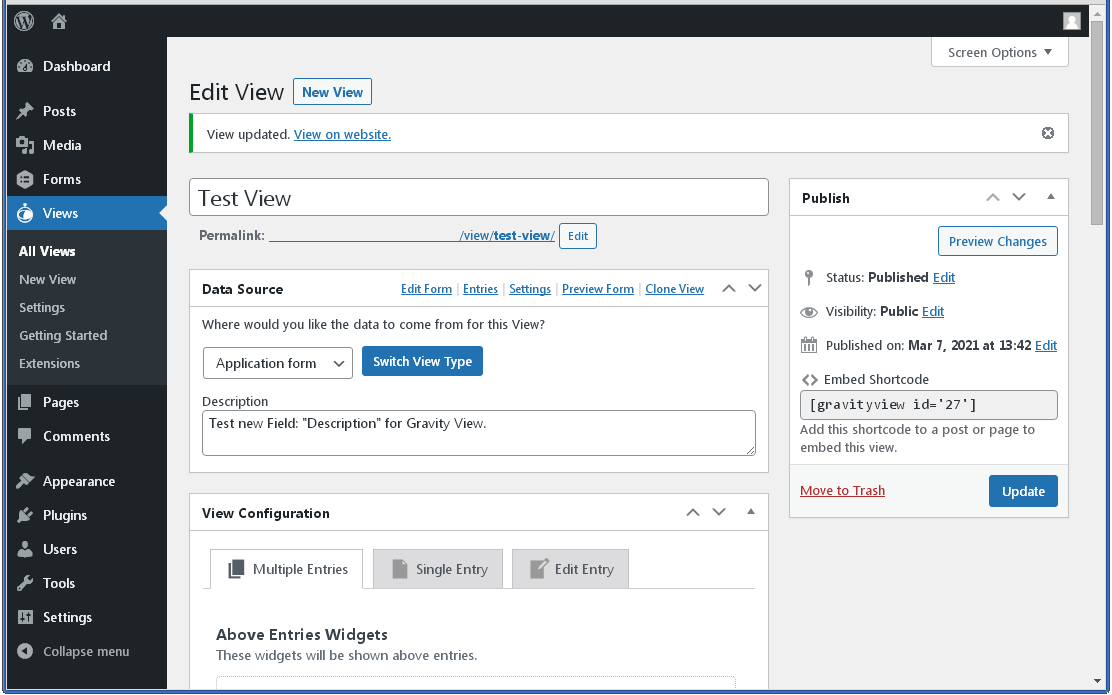 Screen Options ▼
Dashboard
Posts
Media
Forms
Views
All Views
New View
Settings
Getting Started
Extensions
Pages
Comments
Appearance
Plugins
Users
Tools
Settings
Collapse menu
Edit View New View
View updated. View on website.
Test View
Permalink: /view/test-view/ Edit
Data Source Edit Form | Entries | Settings | Preview Form | Clone View
Where would you like the data to come from for this View?
Application form Switch View Type
Description
Test new Field: "Description" for Gravity View.
View Configuration
Multiple Entries Single Entry Edit Entry
Above Entries Widgets
These widgets will be shown above entries.
Publish
Preview Changes
Status: Published Edit
Visibility: Public Edit
Published on: Mar 7, 2021 at 13:42 Edit
Embed Shortcode
[gravityview id='27']
Add this shortcode to a post or page to
embed this view.
Move to Trash Update